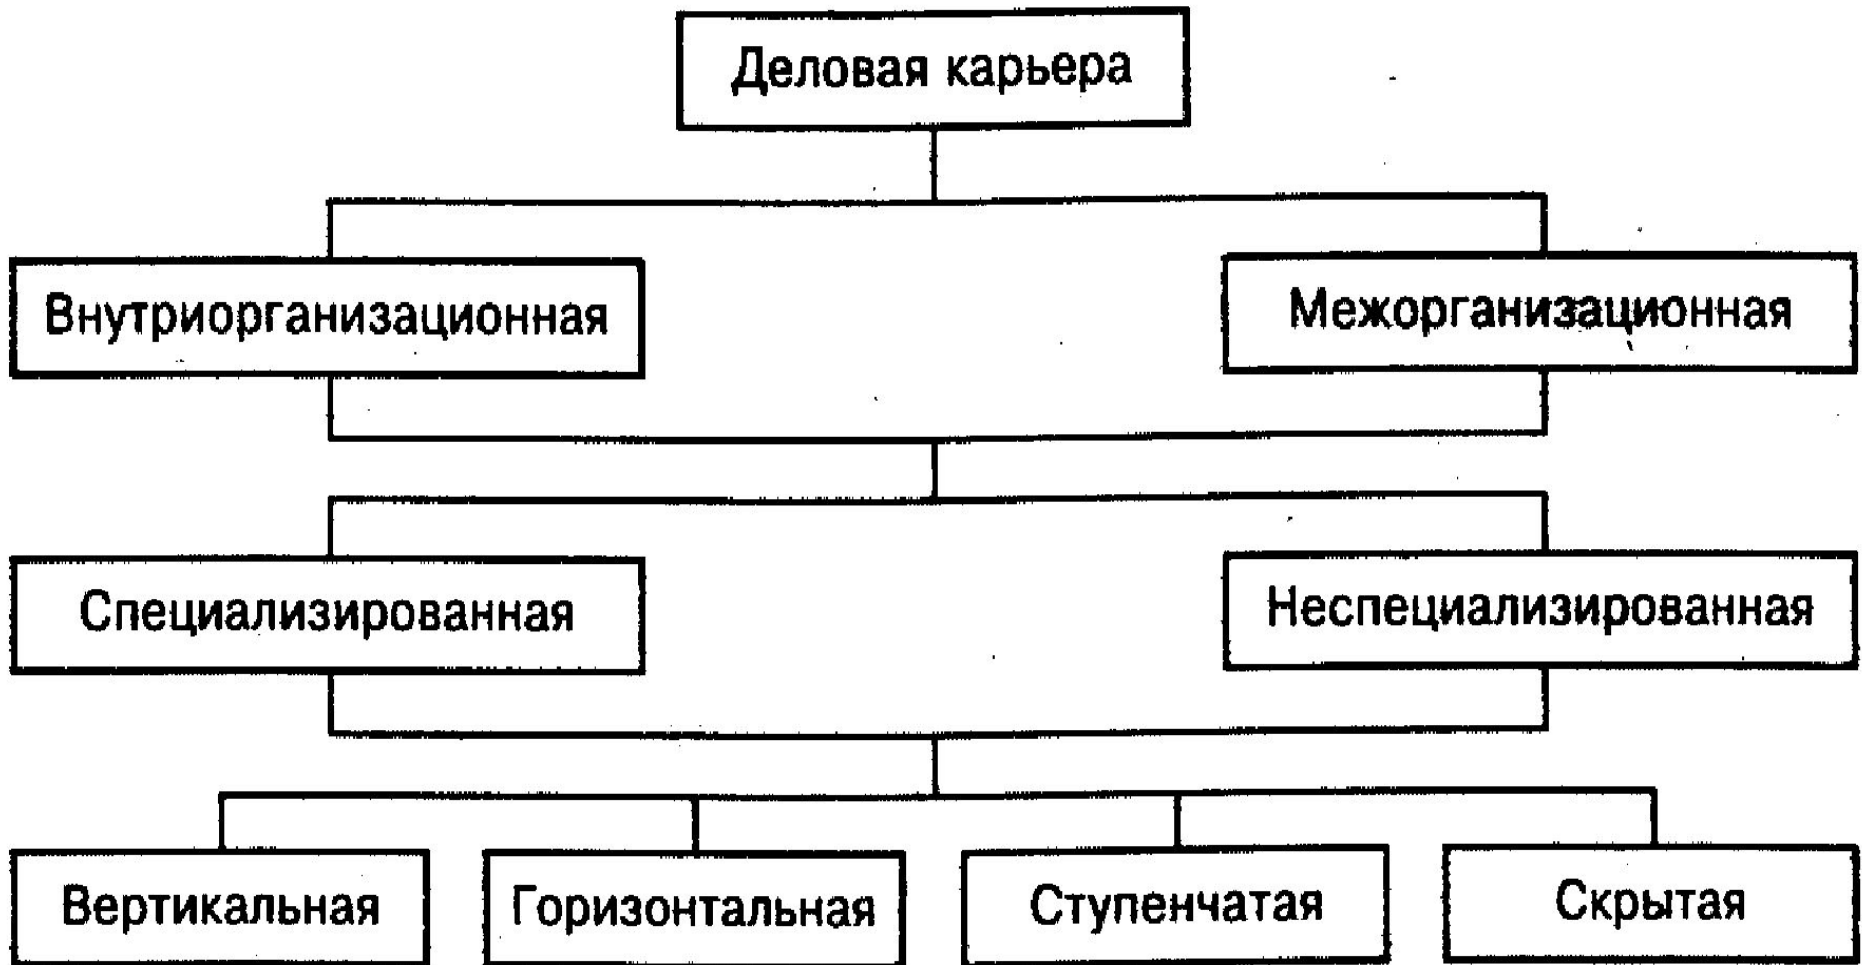 Деловая карьера
Внутриорганизационная
Межорганизационная
Специализированная
Неспециализированная
Вертикальная
Горизонтальная
Ступенчатая
Скрытая